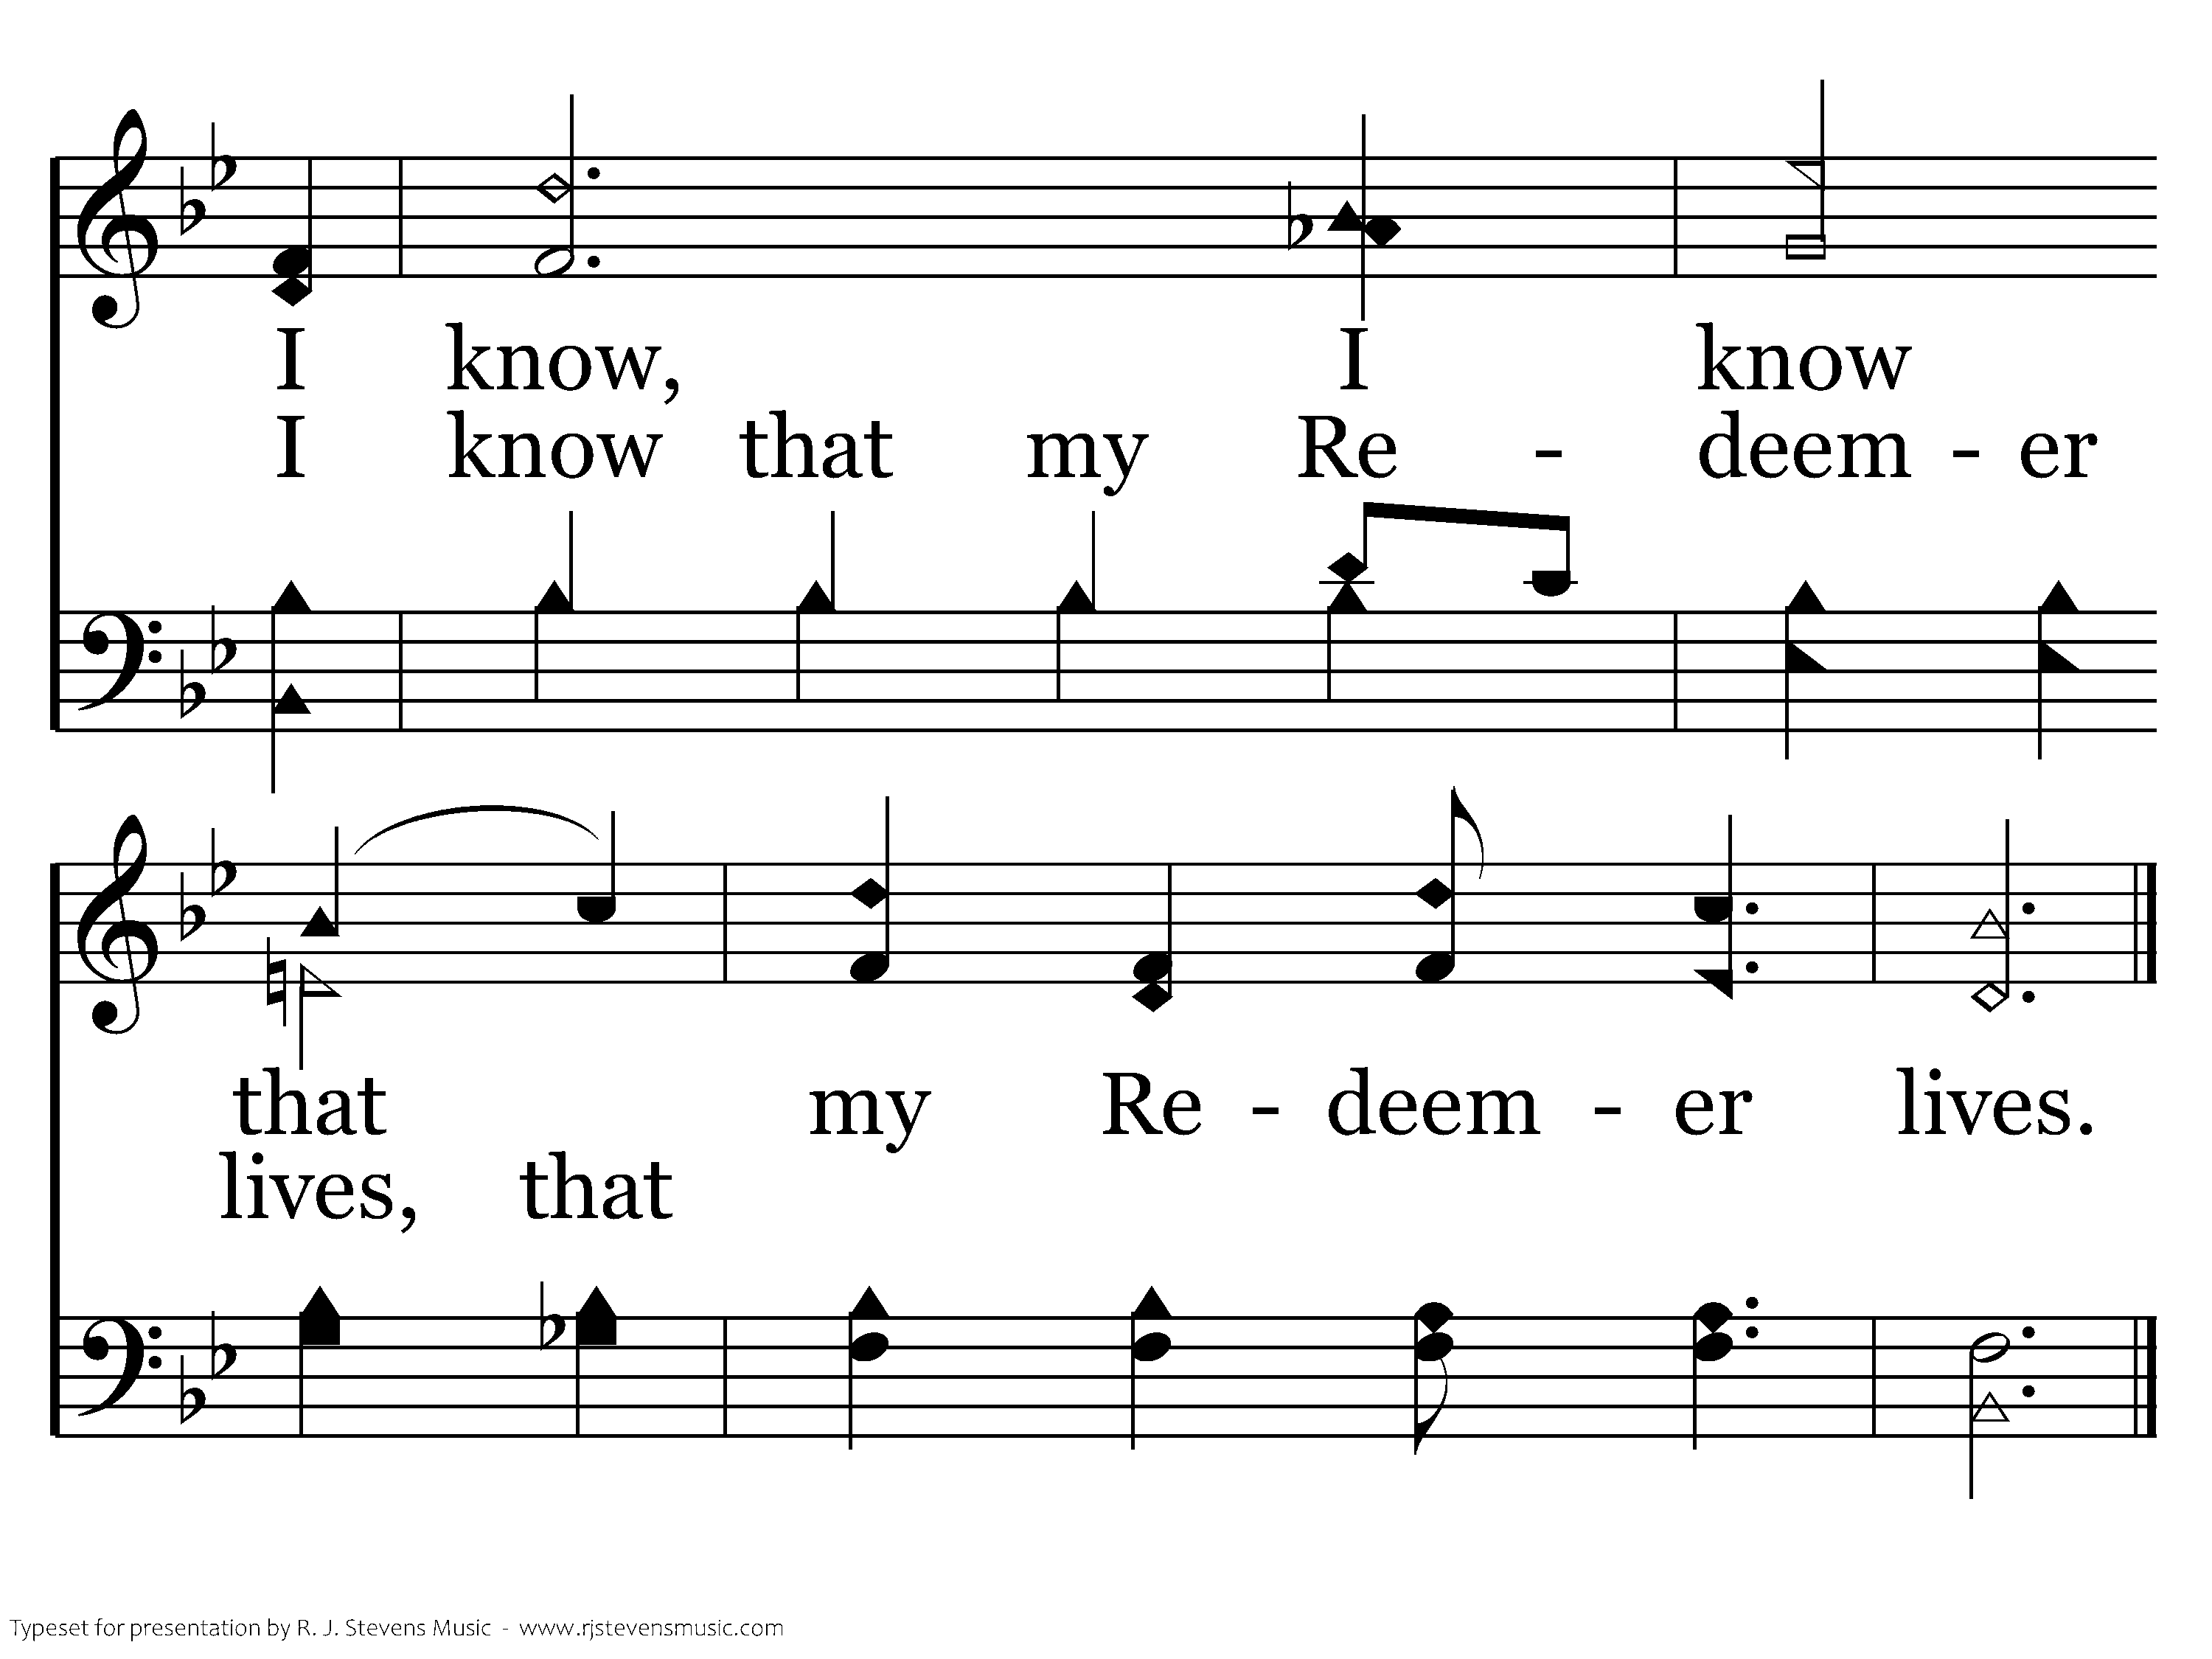 I know, I know
I know that my Re - deem - er
that my Re - deem - er lives.
lives, that
Typeset for presentation by R. J. Stevens Music - www.rjstevensmusic.com